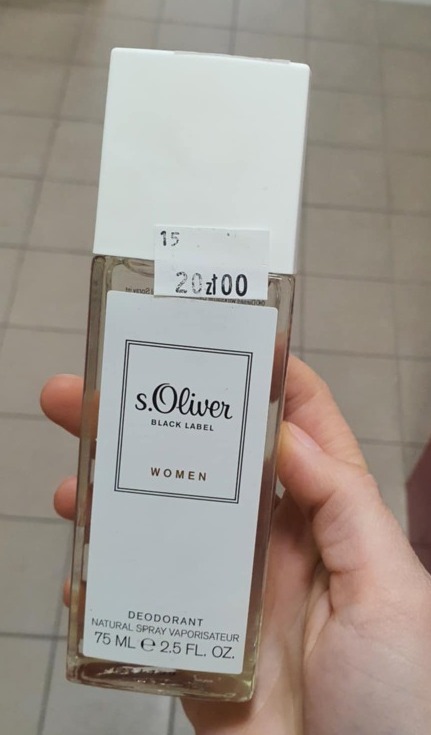 15
20zł00
s.Oliver
BLACK LABEL
WOMEN
DEODORANT
NATURAL SPRAY VAPORISATEUR
75 ML ℮ 2.5 FL. OZ.